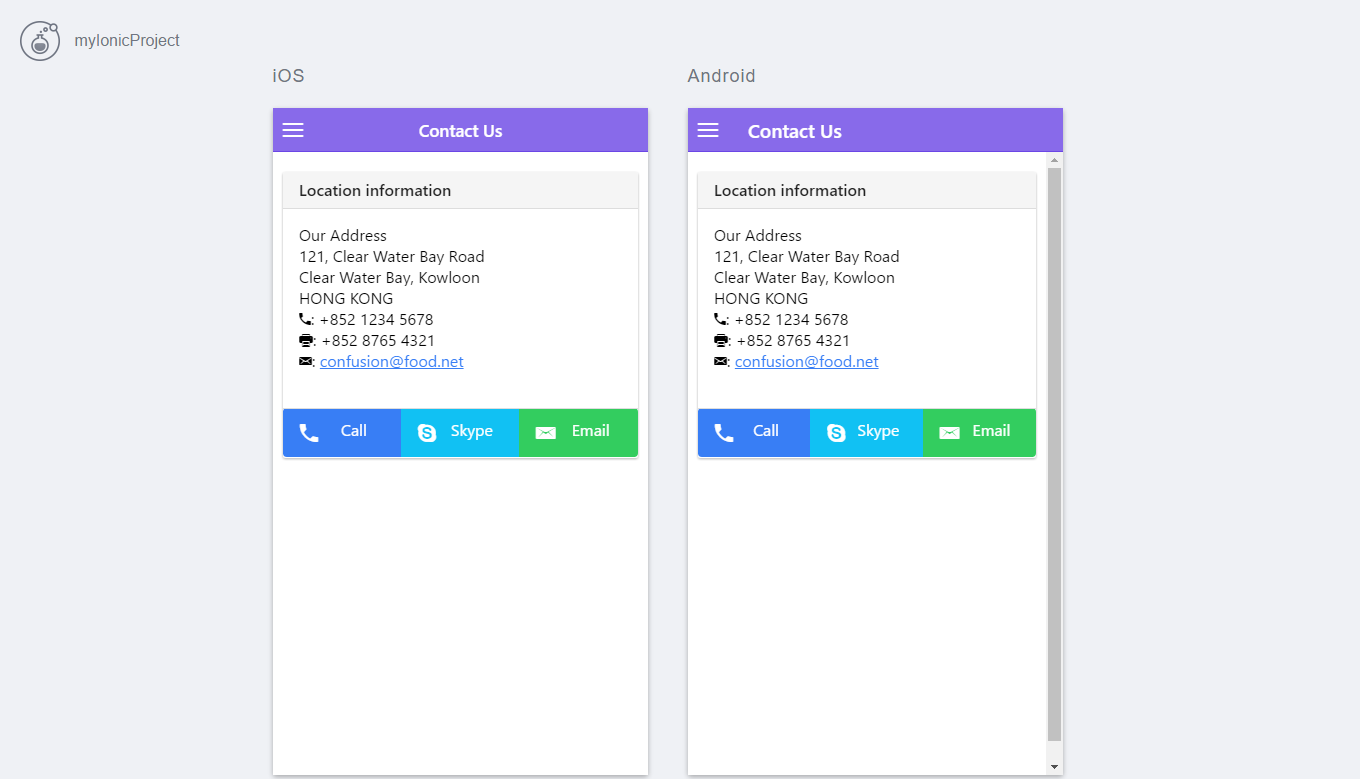 myIonicProject
iOS
Contact Us
Location information
Our Address
121, Clear Water Bay Road
Clear Water Bay, Kowloon
HONG KONG
: +852 1234 5678
: +852 8765 4321
: confusion@food.net
Call Skype Email
Android
Contact Us
Location information
Our Address
121, Clear Water Bay Road
Clear Water Bay, Kowloon
HONG KONG
: +852 1234 5678
: +852 8765 4321
: confusion@food.net
Call Skype Email